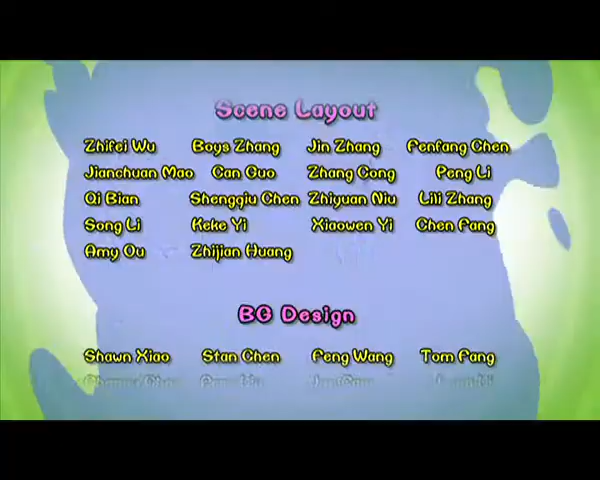 Scene Layout
Zhifei Wu Boys Zhang Jin Zhang Fenfang Chen
Jianchuan Mao Can Guo Zhang Cong Peng Li
Qi Bian Shengqiu Chen Zhiyuan Niu Lili Zhang
Song Li Keke Yi Xiaowen Yi Chen Fang
Amy Ou Zhijian Huang
BG Design
Shawn Xiao Stan Chen Feng Wang Tom Fang